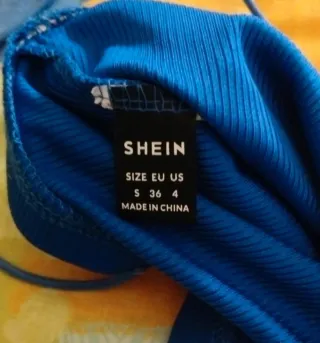 SHEIN
SIZE EU US
S 36 4
MADE IN CHINA